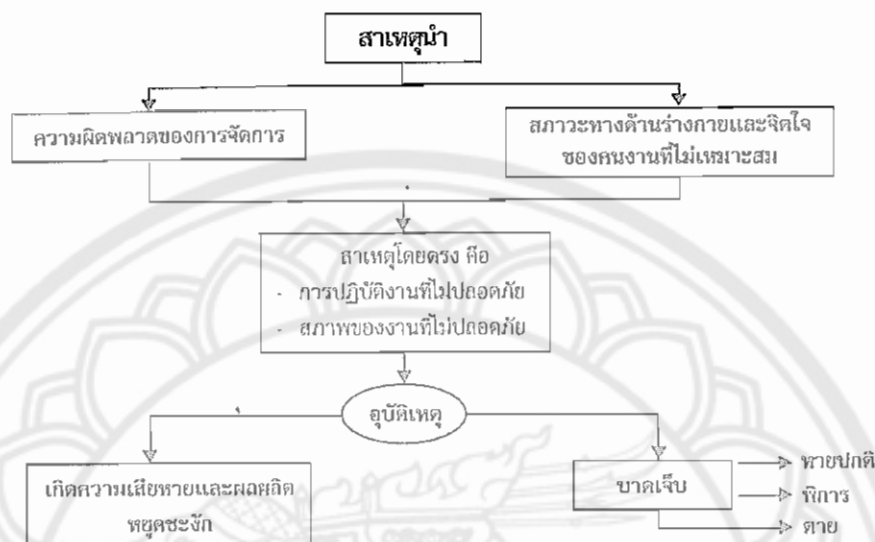 สาเหตุนำ
ความผิดพลาดของการจัดการ
สภาวะทางด้านร่างกายและจิตใจ
ของคนงานที่ไม่เหมาะสม
สาเหตุโดยตรง คือ
- การปฏิบัติงานที่ไม่ปลอดภัย
- สภาพของงานที่ไม่ปลอดภัย
อุบัติเหตุ
เกิดความเสียหายและผลผลิต
หยุดชะงัก
บาดเจ็บ
หายปกติ
พิการ
ตาย